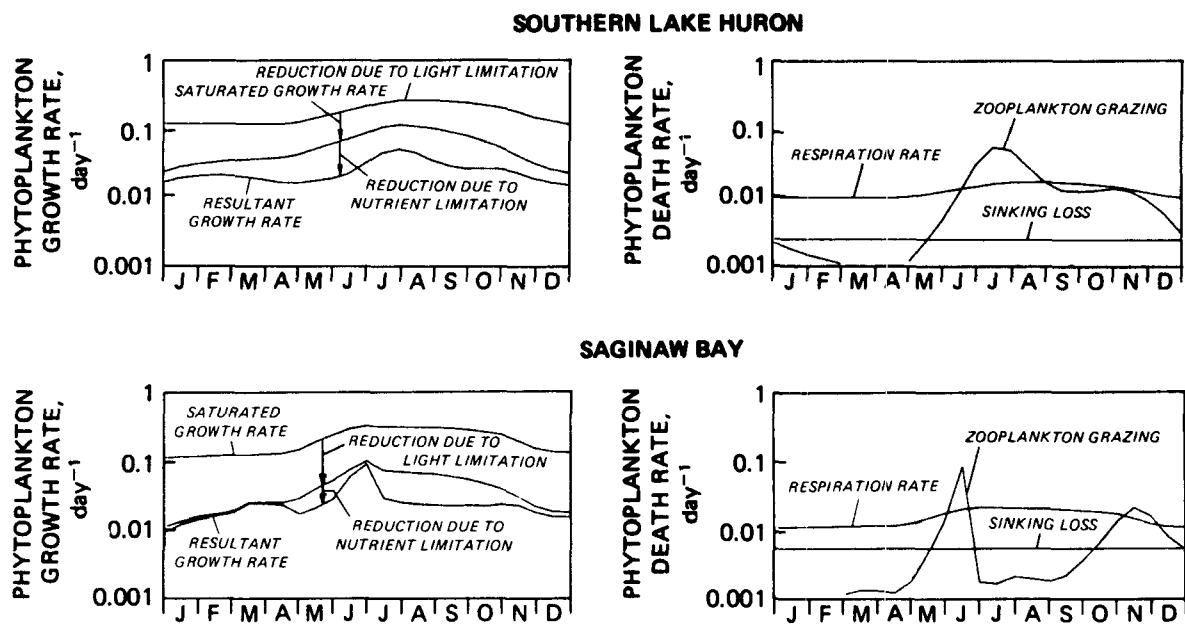 SOUTHERN LAKE HURON
PHYTOPLANKTON
GROWTH RATE,
day⁻¹
1
0.1
0.01
0.001
REDUCTION DUE TO LIGHT LIMITATION
SATURATED GROWTH RATE
RESULTANT
GROWTH RATE
REDUCTION DUE TO
NUTRIENT LIMITATION
J F M A M J J A S O N D
PHYTOPLANKTON
DEATH RATE,
day⁻¹
1
0.1
0.01
0.001
ZOOPLANKTON GRAZING
RESPIRATION RATE
SINKING LOSS
J F M A M J J A S O N D
SAGINAW BAY
PHYTOPLANKTON
GROWTH RATE,
day⁻¹
1
0.1
0.01
0.001
SATURATED
GROWTH RATE
REDUCTION DUE TO
LIGHT LIMITATION
RESULTANT
GROWTH RATE
REDUCTION DUE TO
NUTRIENT LIMITATION
J F M A M J J A S O N D
PHYTOPLANKTON
DEATH RATE,
day⁻¹
1
0.1
0.01
0.001
ZOOPLANKTON GRAZING
RESPIRATION RATE
SINKING LOSS
J F M A M J J A S O N D